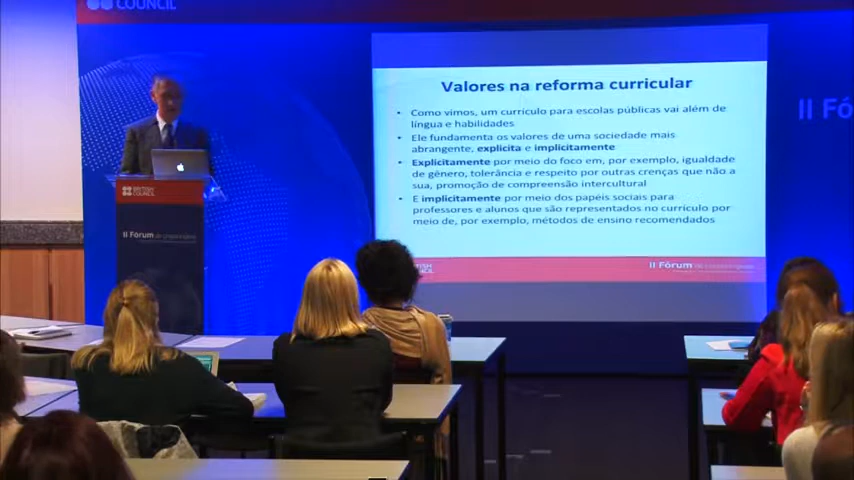 COUNCIL
Valores na reforma curricular
• Como vimos, um currículo para escolas públicas vai além de
língua e habilidades
• Ele fundamenta os valores de uma sociedade mais
abrangente, explicita e implicitamente:
• Explicitamente por meio do foco em, por exemplo, igualdade
de gênero, tolerância e respeito por outras crenças que não a
sua, promoção de compreensão intercultural
• E implicitamente por meio dos papéis sociais para
professores e alunos que são representados no currículo por
meio de, por exemplo, métodos de ensino recomendados
II Fó
BRITISH
COUNCIL
II Fórum
II Fórum